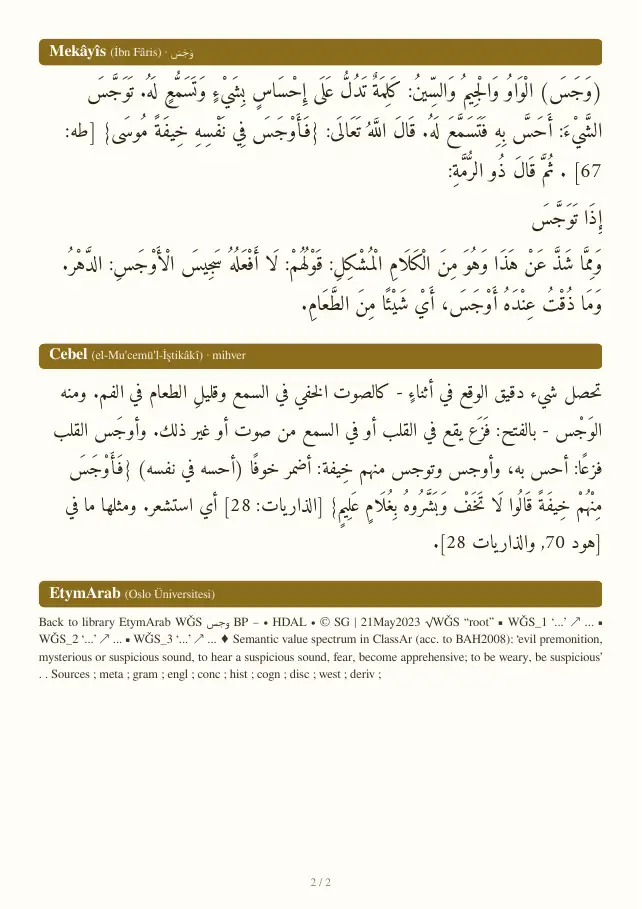 Mekâyîs (İbn Fâris) · وَجَسَ
(وَجَسَ) الْوَاوُ وَالْجِيمُ وَالسِّينُ: كَلِمَةٌ تَدُلُّ عَلَى إِحْسَاسٍ بِشَيْءٍ وَتَسَمُّعٍ لَهُ. تَوَجَّسَ
الشَّيْءَ: أَحَسَّ بِهِ فَتَسَمَّعَ لَهُ. قَالَ اللَّهُ تَعَالَى: {فَأَوْجَسَ فِي نَفْسِهِ خِيفَةً مُوسَى} [طه:
67] . ثُمَّ قَالَ ذُو الرُّمَّةِ:
إِذَا تَوَجَّسَ
وَمِمَّا شَذَّ عَنْ هَذَا وَهُوَ مِنَ الْكَلَامِ الْمُشْكِلِ: قَوْلُهُمْ: لَا أَفْعَلُهُ سَجِيسَ الْأَوْجَسِ: الدَّهْرُ.
وَمَا ذُقْتُ عِنْدَهُ أَوْجَسَ، أَيْ شَيْئًا مِنَ الطَّعَامِ.
Cebel (el-Mu'cemü'l-İştikâkî) · mihver
تحصل شيء دقيق الوقع في أثناءٍ - كالصوت الخفي في السمع وقليلِ الطعام في الفم. ومنه
الوَجْس - بالفتح: فَزَع يقع في القلب أو في السمع من صوت أو غير ذلك. وأوجَس القلب
فزعًا: أحس به، وأوجس وتوجس منهم خِيفة: أضمر خوفًا (أحسه في نفسه) {فَأَوْجَسَ
مِنْهُمْ خِيفَةً قَالُوا لَا تَخَفْ وَبَشَّرُوهُ بِغُلَامٍ عَلِيمٍ} [الذاريات: 28] أي استشعر. ومثلها ما في
[هود 70, والذاريات 28].
EtymArab (Oslo Üniversitesi)
Back to library EtymArab WǦS وجس BP – • HDAL • © SG | 21May2023 √WǦS “root” ▪ WǦS_1 ‘...’ ↗ ... ▪
WǦS_2 ‘...’ ↗ ... ▪ WǦS_3 ‘...’ ↗ ... ♦ Semantic value spectrum in ClassAr (acc. to BAH2008): ‘evil premonition,
mysterious or suspicious sound, to hear a suspicious sound, fear, become apprehensive; to be weary, be suspicious’
. . Sources ; meta ; gram ; engl ; conc ; hist ; cogn ; disc ; west ; deriv ;
2 / 2